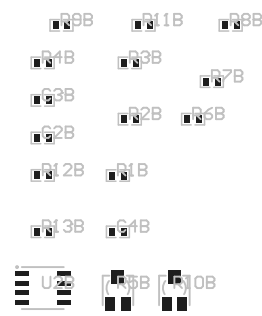 R9B R11B R8B
R4B R3B
R7B
C3B
R2B R6B
C2B
R12B R1B
R13B C4B
U2B R5B R10B